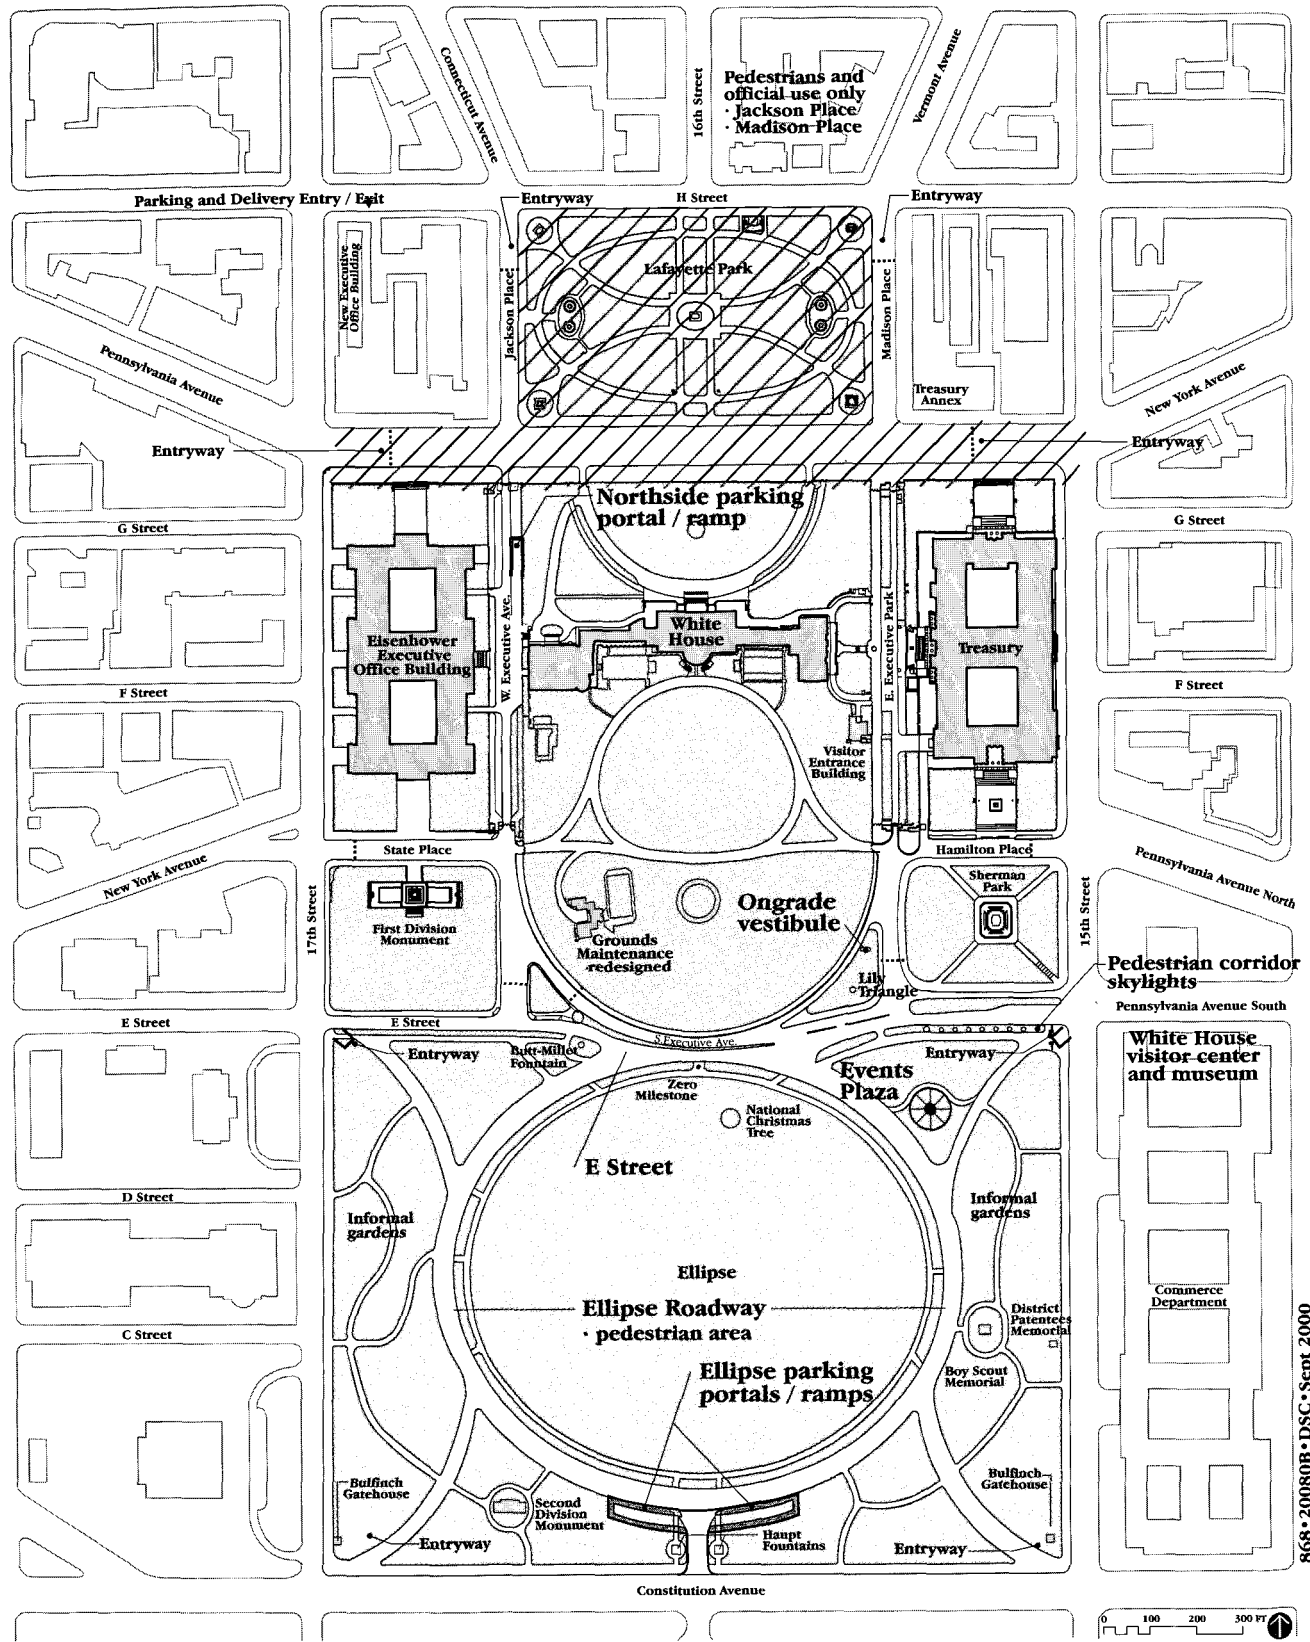 Connecticut Avenue
16th Street
Pedestrians and
official use only
· Jackson Place
· Madison Place
Vermont Avenue
Parking and Delivery Entry / Exit
Entryway
H Street
Entryway
New Executive
Office Building
Jackson Place
Lafayette Park
Madison Place
Pennsylvania Avenue
Treasury
Annex
New York Avenue
Entryway
Entryway
Northside parking
portal / ramp
G Street
G Street
Eisenhower
Executive
Office Building
W. Executive Ave.
White
House
E. Executive Park
Treasury
F Street
F Street
Visitor
Entrance
Building
State Place
Hamilton Place
New York Avenue
Pennsylvania Avenue North
17th Street
First Division
Monument
Grounds
Maintenance
redesigned
Ongrade
vestibule
Sherman
Park
15th Street
Lily
Triangle
Pedestrian corridor
skylights
Pennsylvania Avenue South
E Street
E Street
S. Executive Ave.
Entryway
Butt-Millet
Fountain
Entryway
White House
visitor center
and museum
Zero
Milestone
Events
Plaza
National
Christmas
Tree
E Street
D Street
Informal
gardens
Informal
gardens
Ellipse
Ellipse Roadway
· pedestrian area
District
Patentees
Memorial
Commerce
Department
C Street
Ellipse parking
portals / ramps
Boy Scout
Memorial
Bulfinch
Gatehouse
Bulfinch
Gatehouse
Second
Division
Monument
Haupt
Fountains
Entryway
Entryway
Constitution Avenue
0 100 200 300 FT
868•20080B•DSC•Sept 2000